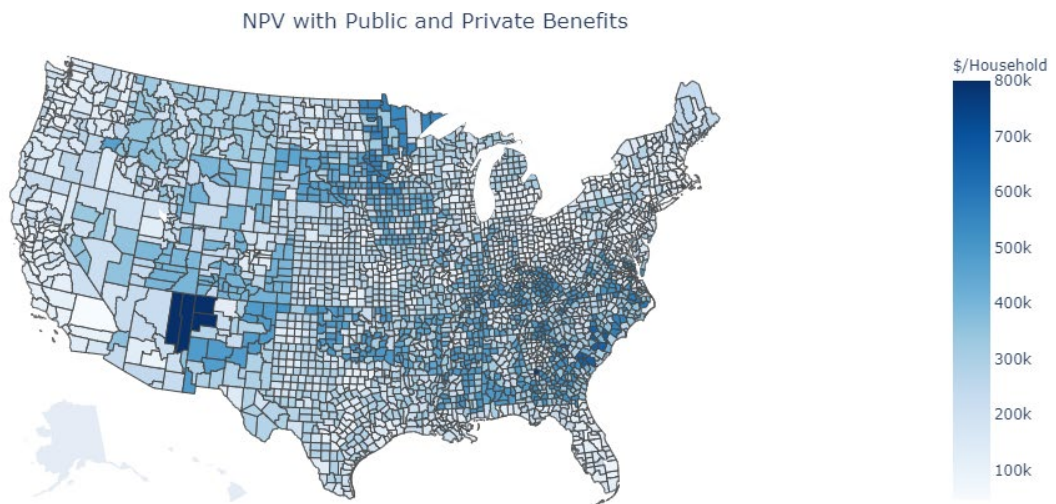 NPV with Public and Private Benefits
$/Household
800k
700k
600k
500k
400k
300k
200k
100k